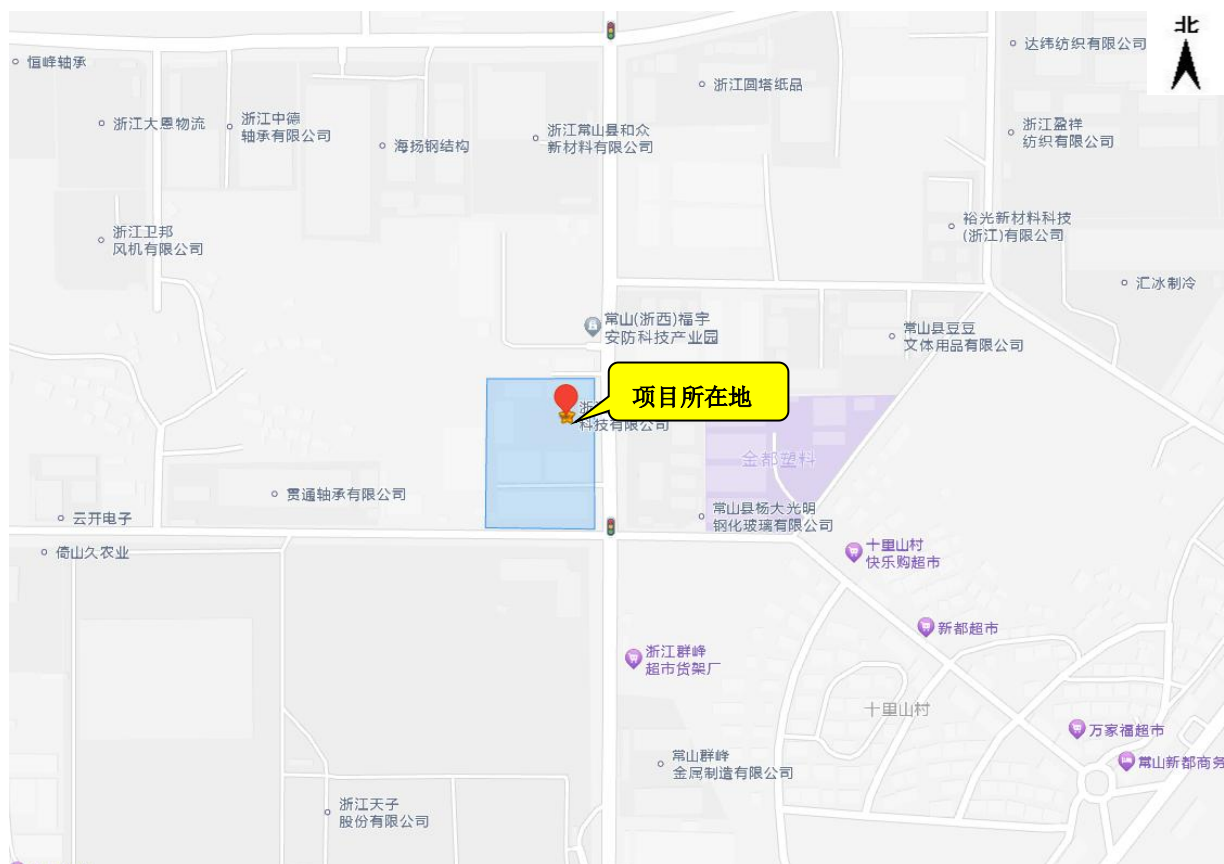 北
达纬纺织有限公司
恒峰轴承
浙江圆塔纸品
浙江大恩物流
浙江中德
轴承有限公司
海扬钢结构
浙江常山县和众
新材料有限公司
浙江盈祥
纺织有限公司
浙江卫邦
风机有限公司
裕光新材料科技
(浙江)有限公司
汇冰制冷
常山(浙西)福宇
安防科技产业园
常山县豆豆
文体用品有限公司
项目所在地
浙
科技有限公司
金都塑料
贯通轴承有限公司
云开电子
常山县杨大光明
钢化玻璃有限公司
倚山久农业
十里山村
快乐购超市
新都超市
浙江群峰
超市货架厂
十里山村
万家福超市
常山群峰
金属制造有限公司
常山新都商务
浙江天子
股份有限公司